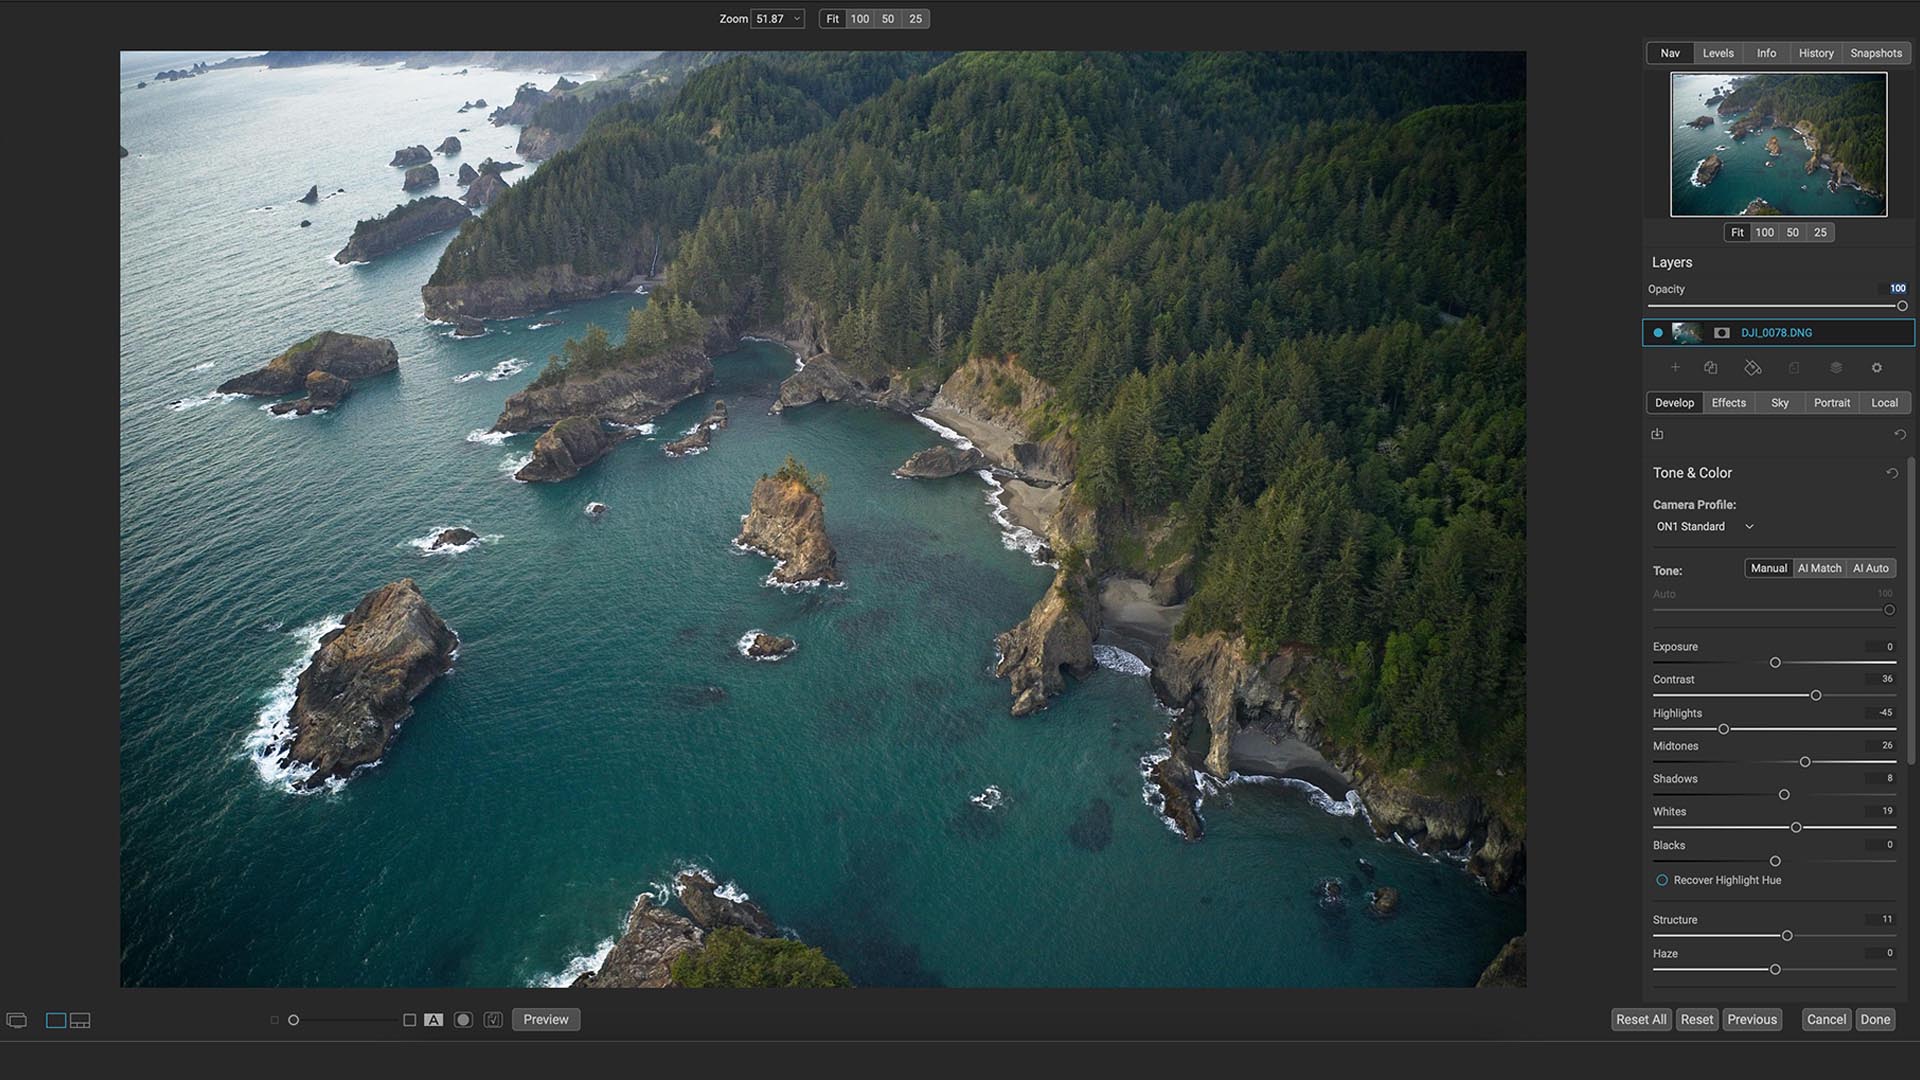 Zoom 51.87 Fit 100 50 25
Nav Levels Info History Snapshots
Fit 100 50 25
Layers
Opacity 100
DJI_0078.DNG
Develop Effects Sky Portrait Local
Tone & Color
Camera Profile:
ON1 Standard
Tone: Manual AI Match AI Auto
Auto 100
Exposure 0
Contrast 36
Highlights -45
Midtones 26
Shadows 8
Whites 19
Blacks 0
Recover Highlight Hue
Structure 11
Haze 0
A Preview Reset All Reset Previous Cancel Done